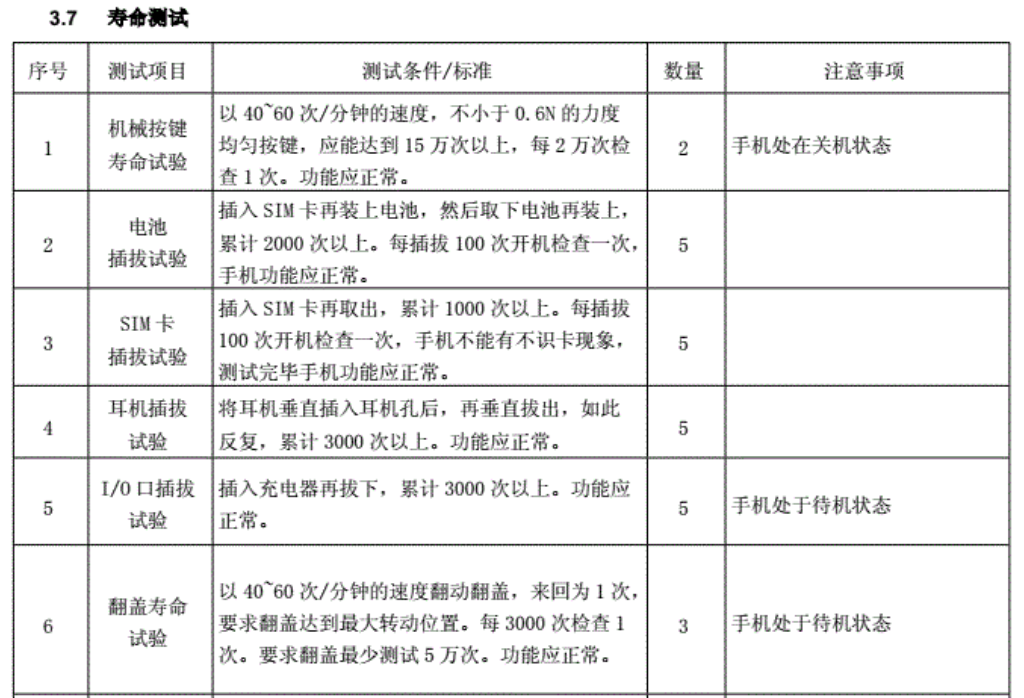 3.7 寿命测试
序号 测试项目 测试条件/标准 数量 注意事项
1
机械按键
寿命试验
以 40~60 次/分钟的速度，不小于 0.6N 的力度
均匀按键，应能达到 15 万次以上，每 2 万次检
查 1 次。功能应正常。
2
手机处在关机状态
2
电池
插拔试验
插入 SIM 卡再装上电池，然后取下电池再装上，
累计 2000 次以上。每插拔 100 次开机检查一次，
手机功能应正常。
5
3
SIM 卡
插拔试验
插入 SIM 卡再取出，累计 1000 次以上。每插拔
100 次开机检查一次，手机不能有不识卡现象，
测试完毕手机功能应正常。
5
4
耳机插拔
试验
将耳机垂直插入耳机孔后，再垂直拔出，如此
反复，累计 3000 次以上。功能应正常。
5
5
I/O 口插拔
试验
插入充电器再拔下，累计 3000 次以上。功能应
正常。
5
手机处于待机状态
6
翻盖寿命
试验
以 40~60 次/分钟的速度翻动翻盖，来回为 1 次，
要求翻盖达到最大转动位置。每 3000 次检查 1
次。要求翻盖最少测试 5 万次。功能应正常。
3
手机处于待机状态